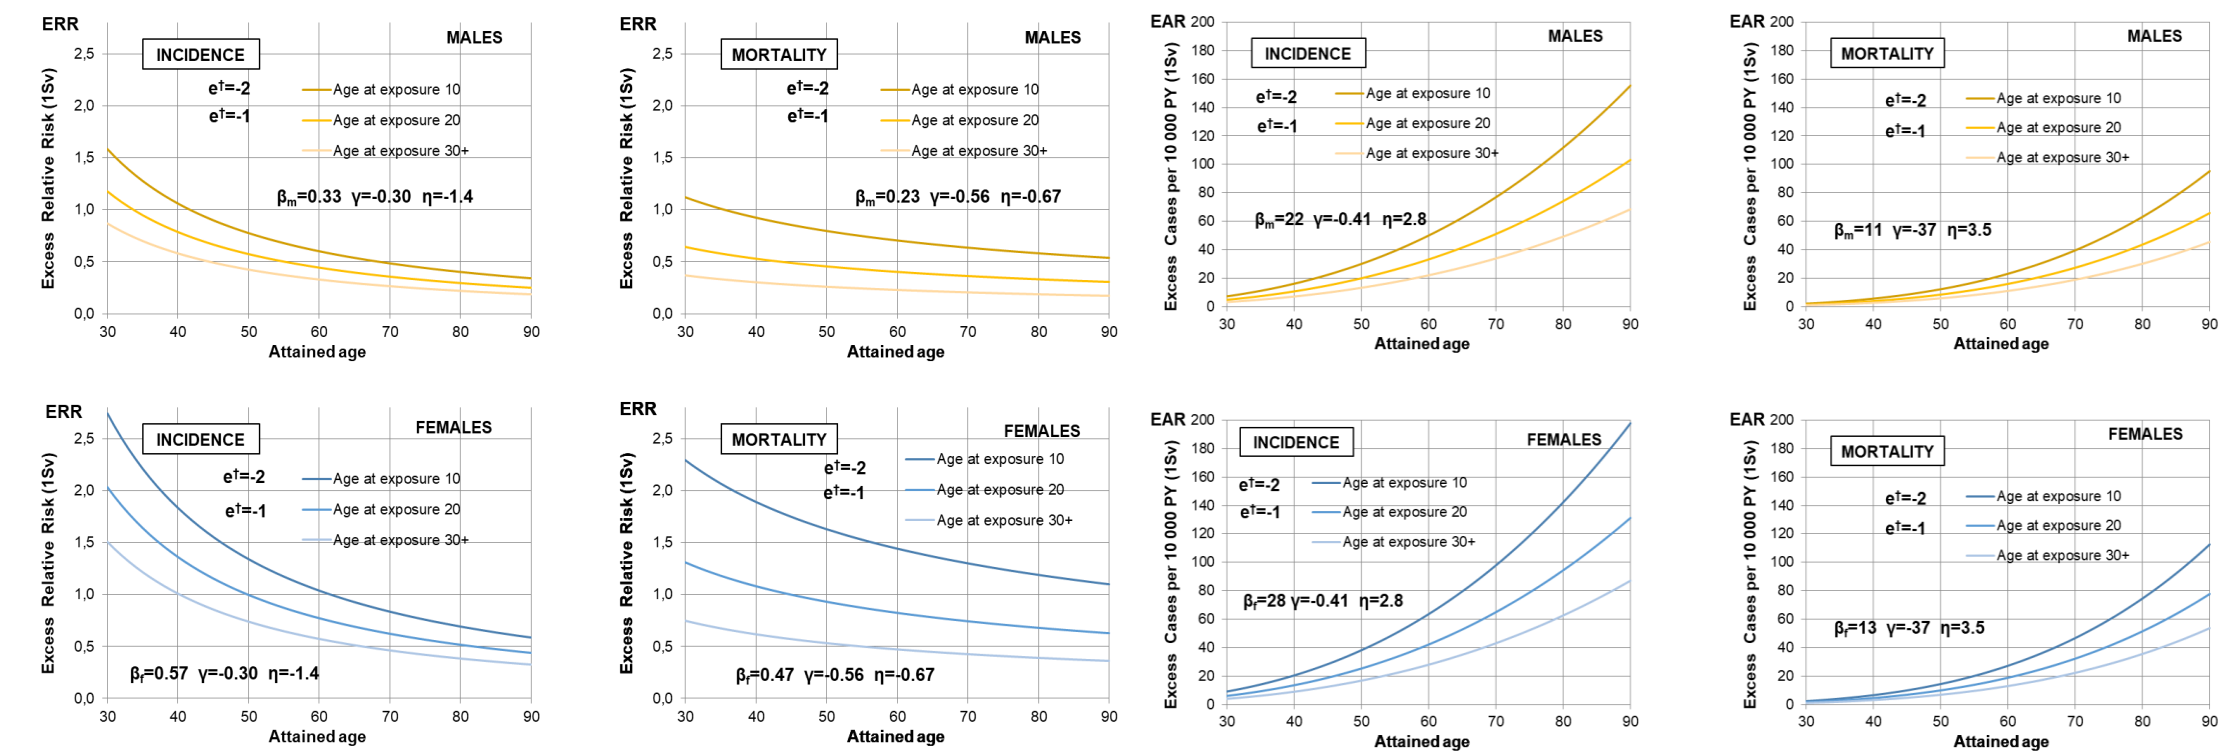 ERR
MALES
INCIDENCE
e†=-2
e†=-1
Age at exposure 10
Age at exposure 20
Age at exposure 30+
βm=0.33 γ=-0.30 η=-1.4
Excess Relative Risk (1Sv)
2,5
2,0
1,5
1,0
0,5
0,0
30 40 50 60 70 80 90
Attained age
ERR
MALES
MORTALITY
e†=-2
e†=-1
Age at exposure 10
Age at exposure 20
Age at exposure 30+
βm=0.23 γ=-0.56 η=-0.67
Excess Relative Risk (1Sv)
2,5
2,0
1,5
1,0
0,5
0,0
30 40 50 60 70 80 90
Attained age
EAR
MALES
INCIDENCE
e†=-2
e†=-1
Age at exposure 10
Age at exposure 20
Age at exposure 30+
βm=22 γ=-0.41 η=2.8
Excess Cases per 10 000 PY (1Sv)
200
180
160
140
120
100
80
60
40
20
0
30 40 50 60 70 80 90
Attained age
EAR
MALES
MORTALITY
e†=-2
e†=-1
Age at exposure 10
Age at exposure 20
Age at exposure 30+
βm=11 γ=-37 η=3.5
Excess Cases per 10 000 PY (1Sv)
200
180
160
140
120
100
80
60
40
20
0
30 40 50 60 70 80 90
Attained age
ERR
FEMALES
INCIDENCE
e†=-2
e†=-1
Age at exposure 10
Age at exposure 20
Age at exposure 30+
βf=0.57 γ=-0.30 η=-1.4
Excess Relative Risk (1Sv)
2,5
2,0
1,5
1,0
0,5
0,0
30 40 50 60 70 80 90
Attained age
ERR
FEMALES
MORTALITY
e†=-2
e†=-1
Age at exposure 10
Age at exposure 20
Age at exposure 30+
βf=0.47 γ=-0.56 η=-0.67
Excess Relative Risk (1Sv)
2,5
2,0
1,5
1,0
0,5
0,0
30 40 50 60 70 80 90
Attained age
EAR
FEMALES
INCIDENCE
e†=-2
e†=-1
Age at exposure 10
Age at exposure 20
Age at exposure 30+
βf=28 γ=-0.41 η=2.8
Excess Cases per 10 000 PY (1Sv)
200
180
160
140
120
100
80
60
40
20
0
30 40 50 60 70 80 90
Attained age
EAR
FEMALES
MORTALITY
e†=-2
e†=-1
Age at exposure 10
Age at exposure 20
Age at exposure 30+
βf=13 γ=-37 η=3.5
Excess Cases per 10 000 PY (1Sv)
200
180
160
140
120
100
80
60
40
20
0
30 40 50 60 70 80 90
Attained age